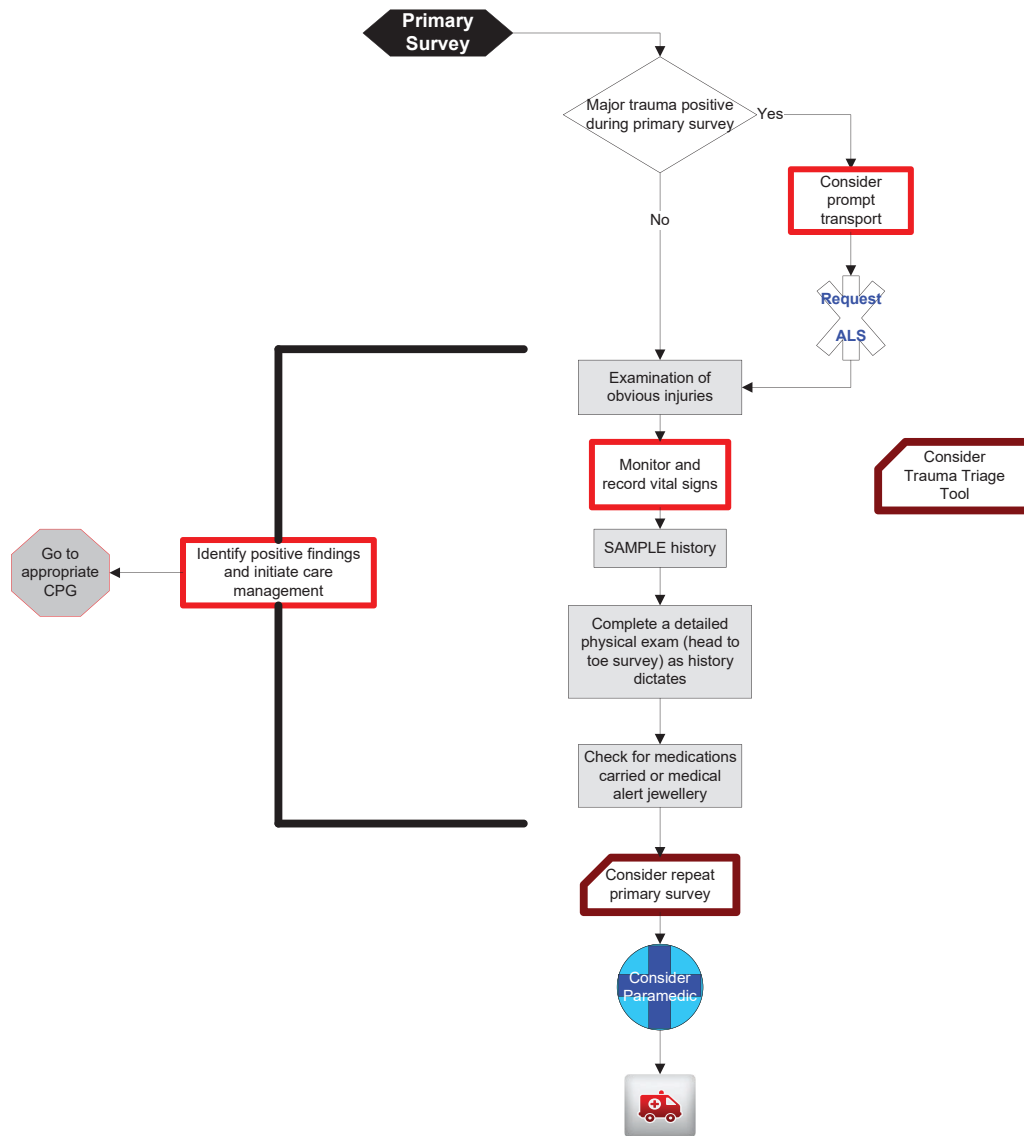 Primary
Survey
Major trauma positive
during primary survey
Yes
Consider
prompt
transport
No
Request
ALS
Examination of
obvious injuries
Monitor and
record vital signs
Consider
Trauma Triage
Tool
SAMPLE history
Go to
appropriate
CPG
Identify positive findings
and initiate care
management
Complete a detailed
physical exam (head to
toe survey) as history
dictates
Check for medications
carried or medical
alert jewellery
Consider repeat
primary survey
Consider
Paramedic